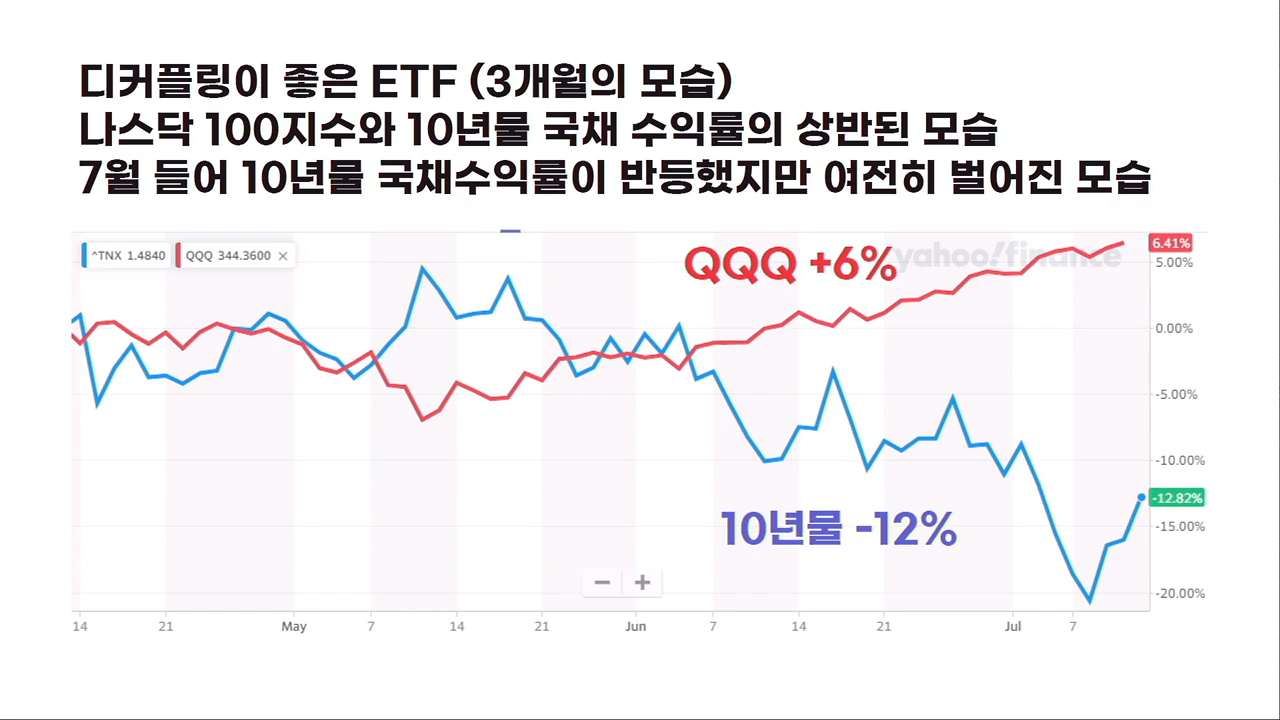 디커플링이 좋은 ETF (3개월의 모습)
나스닥 100지수와 10년물 국채 수익률의 상반된 모습
7월 들어 10년물 국채수익률이 반등했지만 여전히 벌어진 모습
^TNX 1.4840 QQQ 344.3600 ×
QQQ +6%
yahoo!finance
6.41%
5.00%
0.00%
-5.00%
-10.00%
-12.82%
10년물 -12%
-15.00%
-20.00%
14 21 May 7 14 21 Jun 7 14 21 Jul 7